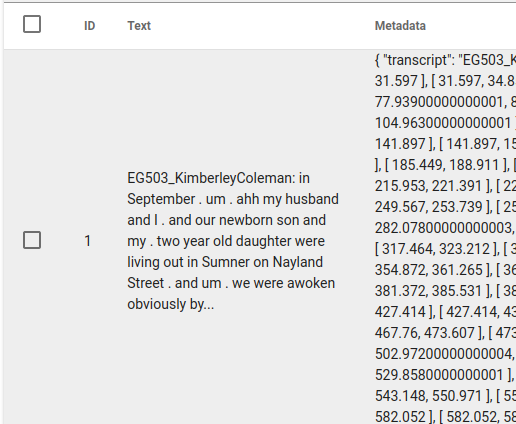 ID Text Metadata
1
EG503_KimberleyColeman: in
September . um . ahh my husband
and I . and our newborn son and
my . two year old daughter were
living out in Sumner on Nayland
Street . and um . we were awoken
obviously by...
{ "transcript": "EG503_K
31.597 ], [ 31.597, 34.8
77.93900000000001, 8
104.96300000000001
141.897 ], [ 141.897, 15
], [ 185.449, 188.911 ], [
215.953, 221.391 ], [ 22
249.567, 253.739 ], [ 25
282.07800000000003,
[ 317.464, 323.212 ], [ 3
354.872, 361.265 ], [ 36
381.372, 385.531 ], [ 38
427.414 ], [ 427.414, 43
467.76, 473.607 ], [ 473
502.97200000000004,
529.8580000000001 ],
543.148, 550.971 ], [ 55
582.052 ], [ 582.052, 58